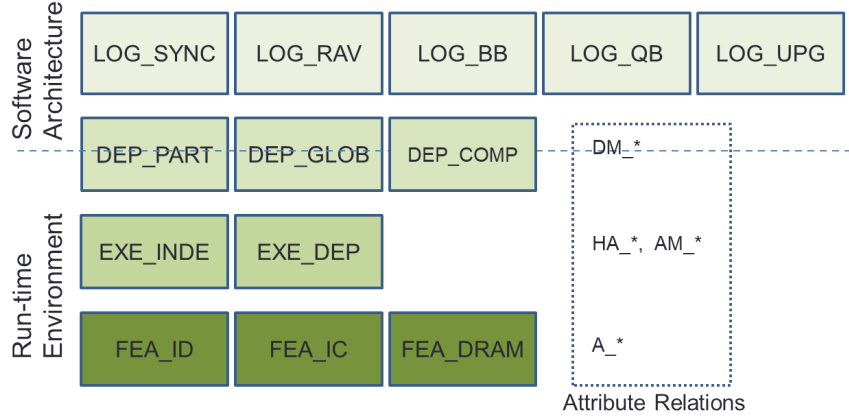 Software
Architecture
LOG_SYNC
LOG_RAV
LOG_BB
LOG_QB
LOG_UPG
DEP_PART
DEP_GLOB
DEP_COMP
DM_*
Run-time
Environment
EXE_INDE
EXE_DEP
HA_*, AM_*
FEA_ID
FEA_IC
FEA_DRAM
A_*
Attribute Relations